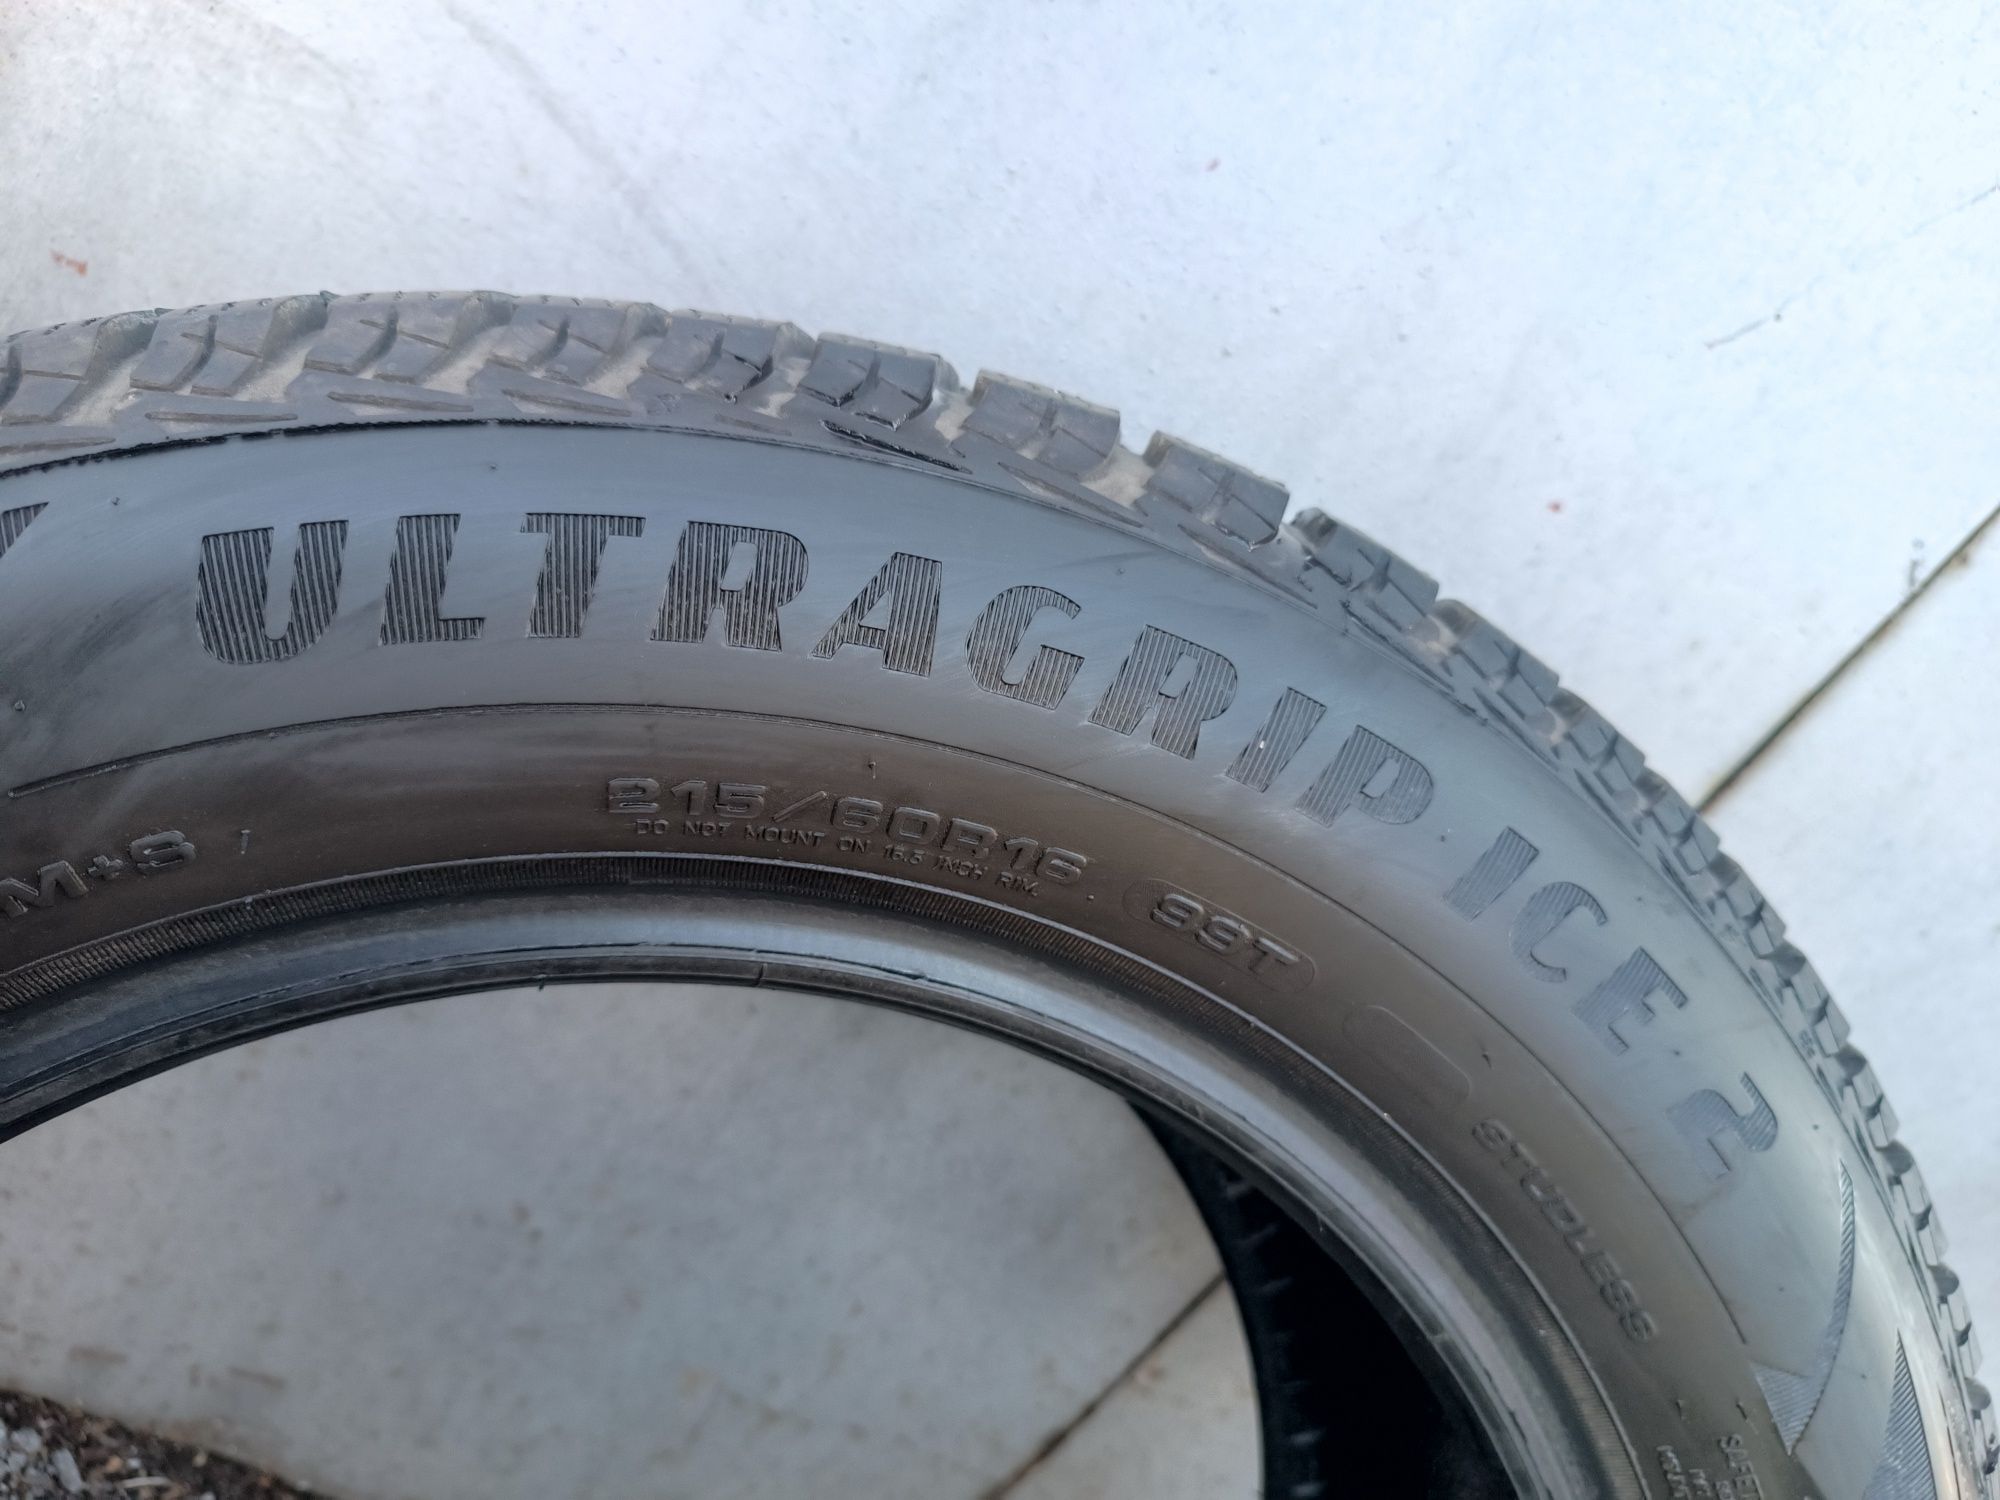 ULTRAGRIP ICE 2
215/60R16
DO NOT MOUNT ON 16.5 INCH RIM.
99T
M+S
STUDLESS